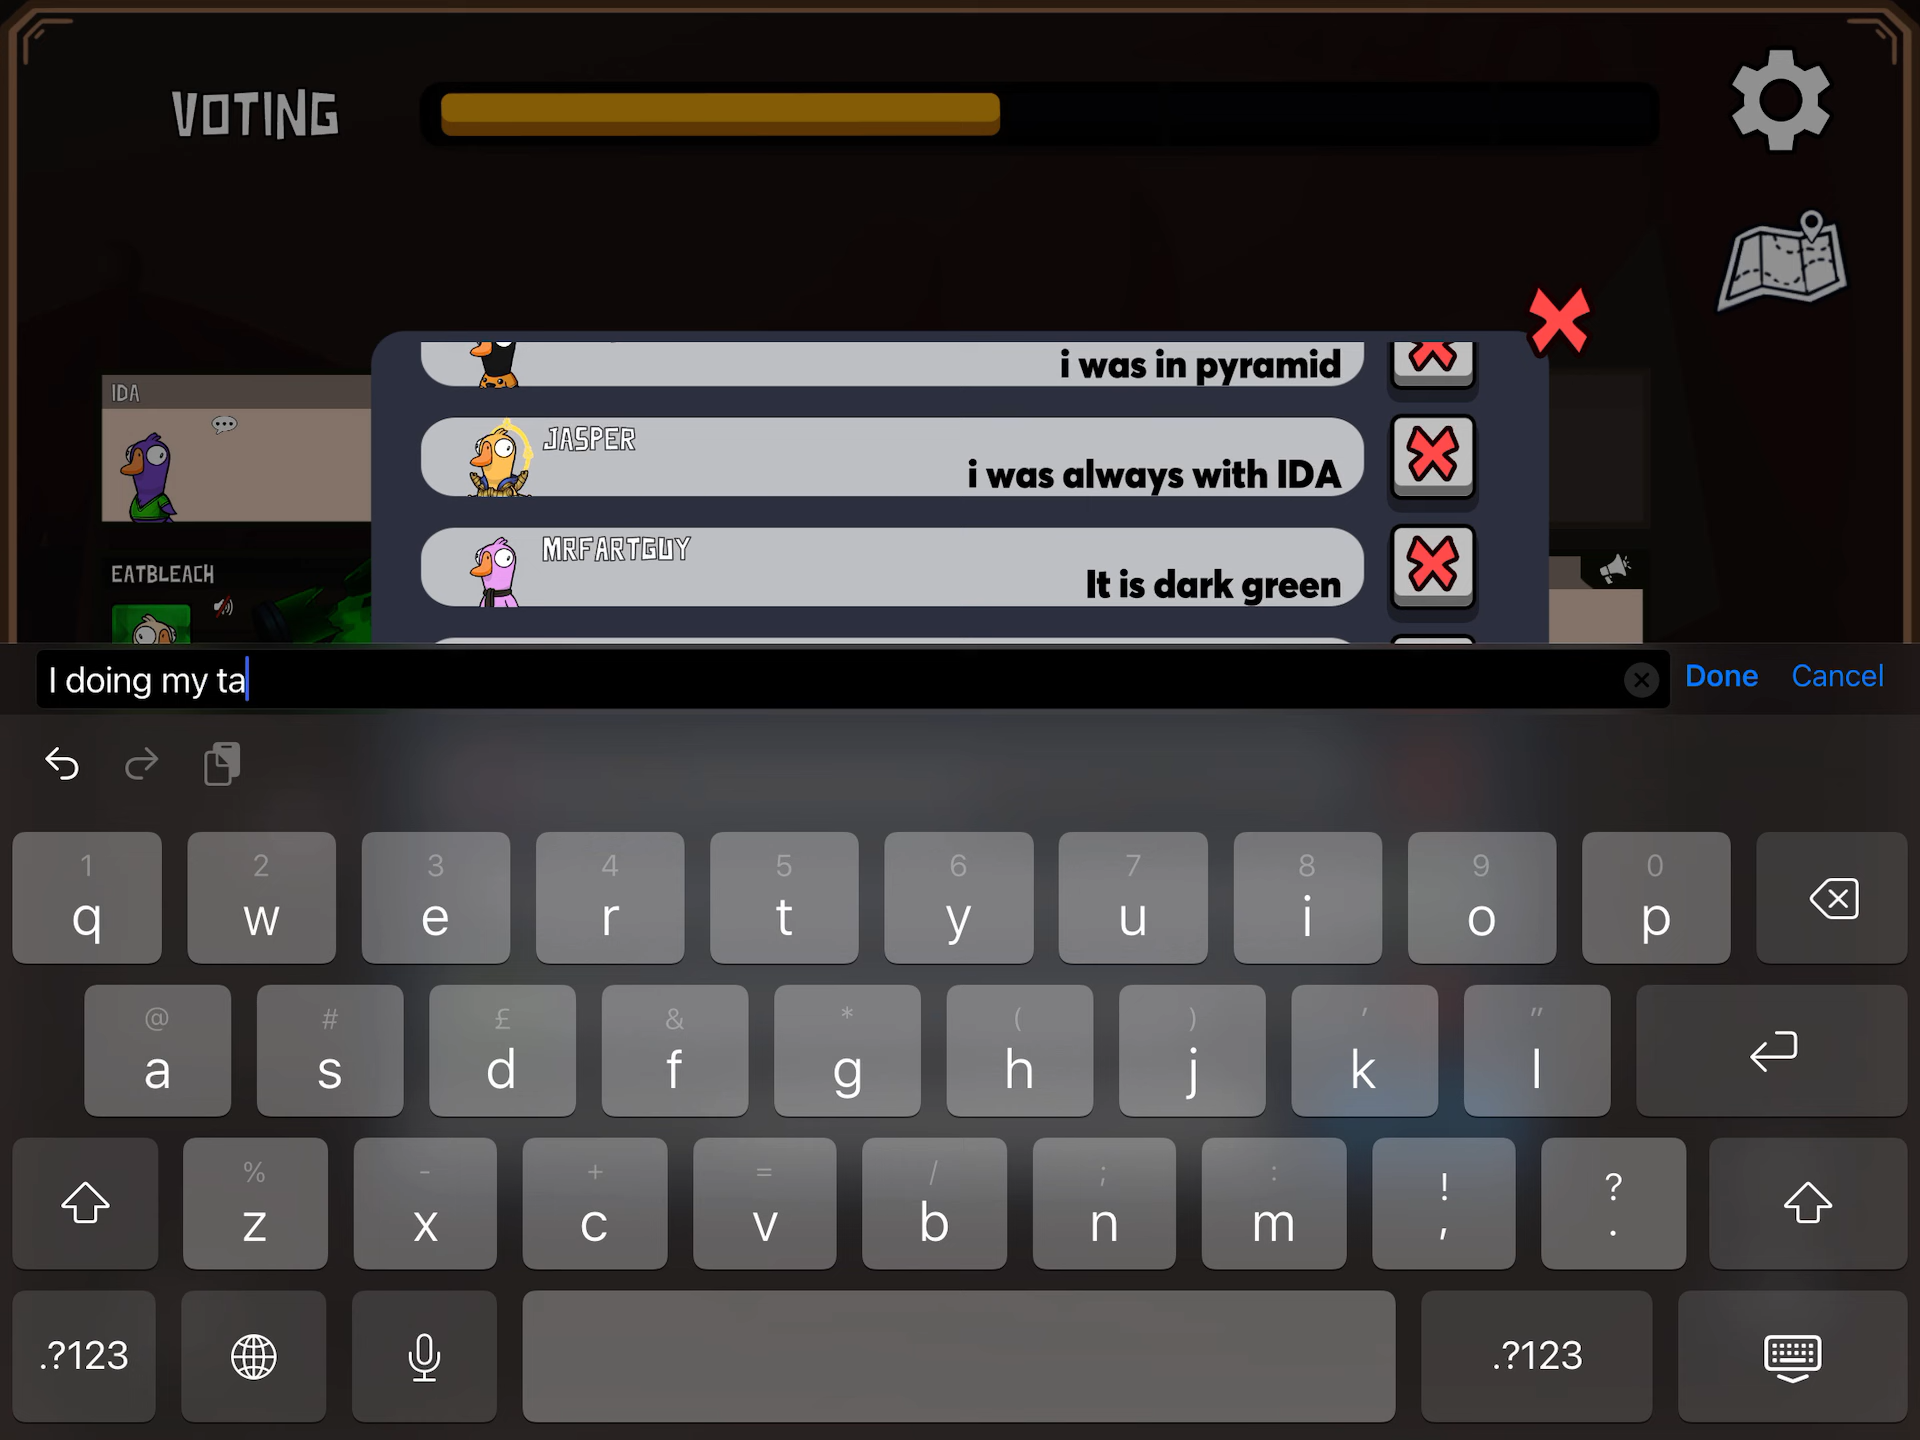 VOTING
i was in pyramid
IDA
JASPER
i was always with IDA
MRFARTGUY
It is dark green
EATBLEACH
I doing my ta
Done Cancel
1 2 3 4 5 6 7 8 9 0
q w e r t y u i o p
@ # £ & * ( ) ' "
a s d f g h j k l
% - + = / ; : ! ?
z x c v b n m , .
.?123 .?123